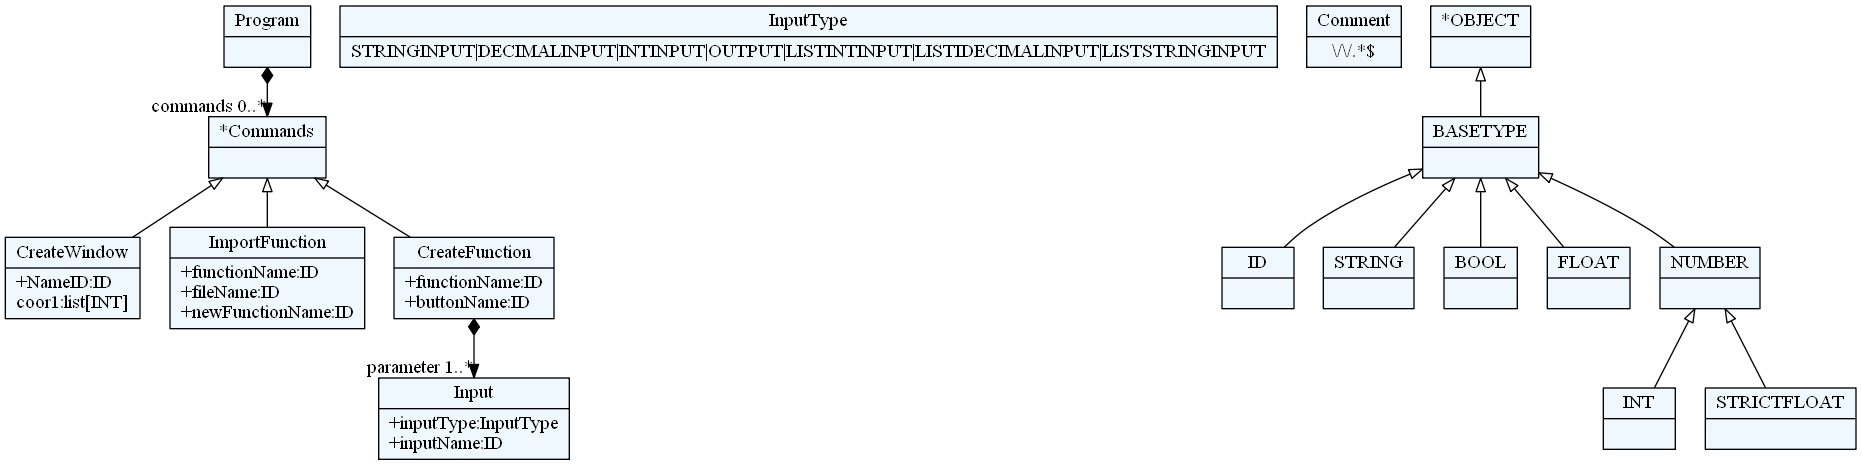 Program
InputType
STRINGINPUT|DECIMALINPUT|INTINPUT|OUTPUT|LISTINTINPUT|LISTIDECIMALINPUT|LISTSTRINGINPUT
Comment
\/\/.*$
*OBJECT
commands 0..*
*Commands
BASETYPE
CreateWindow
+NameID:ID
coor1:list[INT]
ImportFunction
+functionName:ID
+fileName:ID
+newFunctionName:ID
CreateFunction
+functionName:ID
+buttonName:ID
ID
STRING
BOOL
FLOAT
NUMBER
parameter 1..*
Input
+inputType:InputType
+inputName:ID
INT
STRICTFLOAT